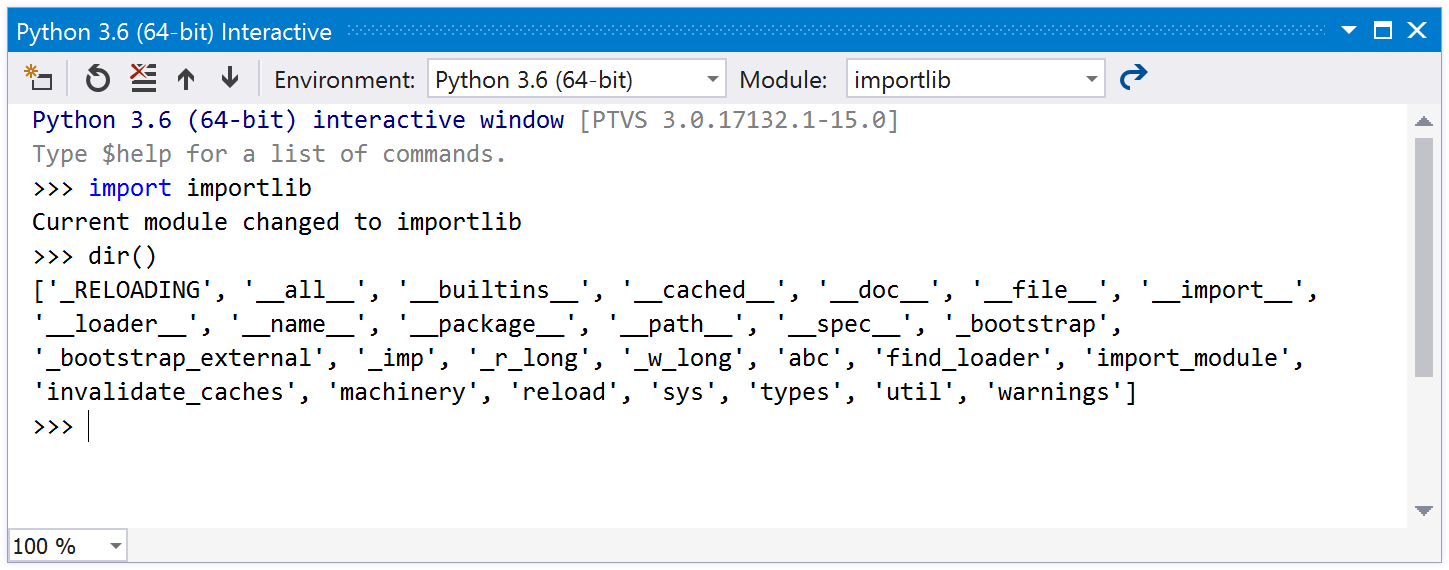 Python 3.6 (64-bit) Interactive
Environment: Python 3.6 (64-bit) Module: importlib
Python 3.6 (64-bit) interactive window [PTVS 3.0.17132.1-15.0]
Type $help for a list of commands.
>>> import importlib
Current module changed to importlib
>>> dir()
['_RELOADING', '__all__', '__builtins__', '__cached__', '__doc__', '__file__', '__import__',
'__loader__', '__name__', '__package__', '__path__', '__spec__', '_bootstrap',
'_bootstrap_external', '_imp', '_r_long', '_w_long', 'abc', 'find_loader', 'import_module',
'invalidate_caches', 'machinery', 'reload', 'sys', 'types', 'util', 'warnings']
>>>
100 %